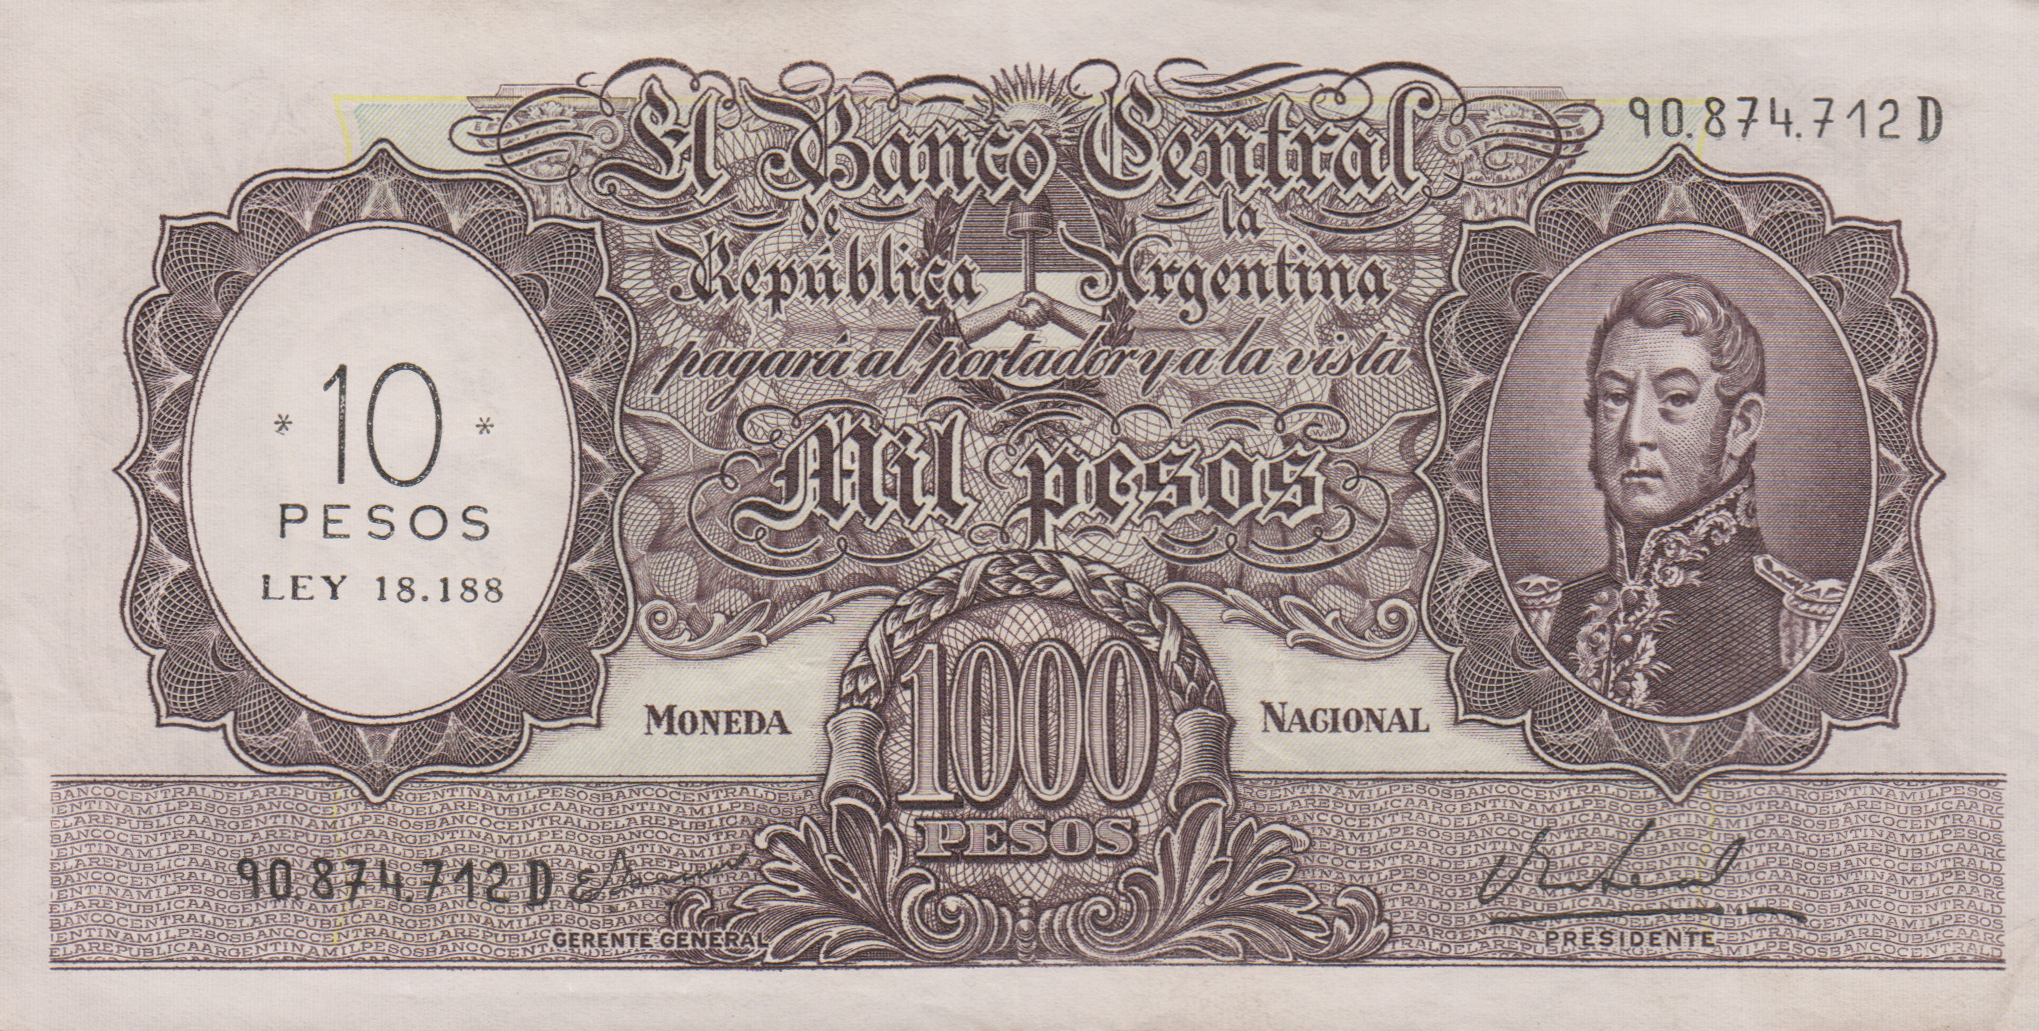 90.874.712 D
El Banco Central
de la
República Argentina
pagará al portador y a la vista
Mil pesos
* 10 *
PESOS
LEY 18.188
MONEDA NACIONAL
1000
PESOS
90.874.712 D
GERENTE GENERAL
PRESIDENTE